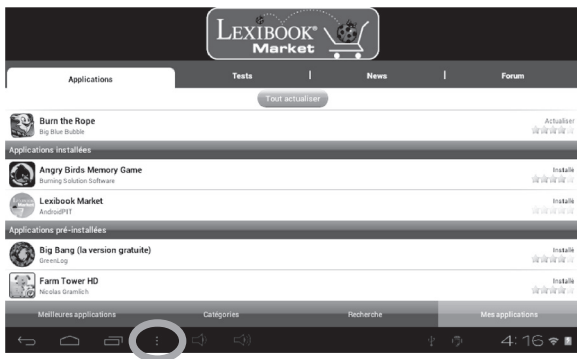 LEXIBOOK®
Market
Applications
Tests
News
Forum
Tout actualiser
Burn the Rope
Actualiser
Big Blue Bubble
Applications installées
Angry Birds Memory Game
Installé
Burning Solution Software
Lexibook Market
Installé
AndroidPIT
Applications pré-installées
Big Bang (la version gratuite)
Installé
GreenLog
Farm Tower HD
Installé
Nicolas Gramlich
Meilleures applications
Catégories
Recherche
Mes applications
4:16